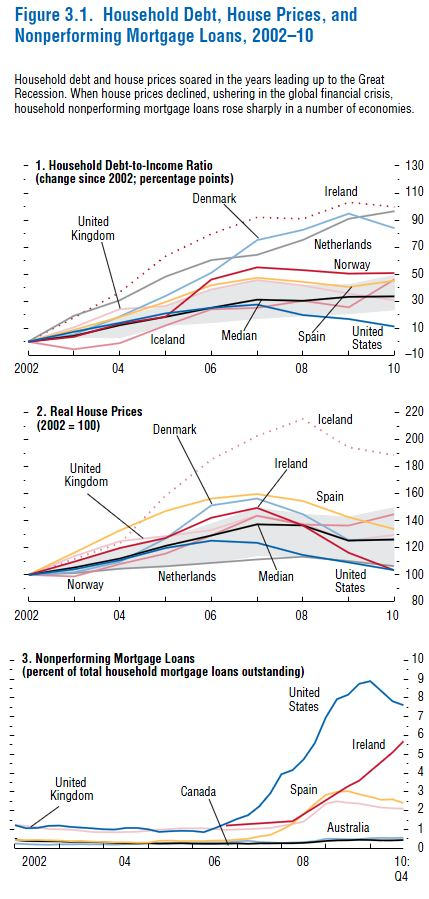 Figure 3.1. Household Debt, House Prices, and
Nonperforming Mortgage Loans, 2002–10
Household debt and house prices soared in the years leading up to the Great
Recession. When house prices declined, ushering in the global financial crisis,
household nonperforming mortgage loans rose sharply in a number of economies.
1. Household Debt-to-Income Ratio
(change since 2002; percentage points)
130
110
90
70
50
30
10
–10
Denmark
Ireland
United
Kingdom
Netherlands
Norway
Iceland
Median
Spain
United
States
2002
04
06
08
10
2. Real House Prices
(2002 = 100)
220
200
180
160
140
120
100
80
Denmark
Iceland
United
Kingdom
Ireland
Spain
Norway
Netherlands
Median
United
States
2002
04
06
08
10
3. Nonperforming Mortgage Loans
(percent of total household mortgage loans outstanding)
10
9
8
7
6
5
4
3
2
1
0
United
States
Ireland
United
Kingdom
Canada
Spain
Australia
2002
04
06
08
10:
Q4